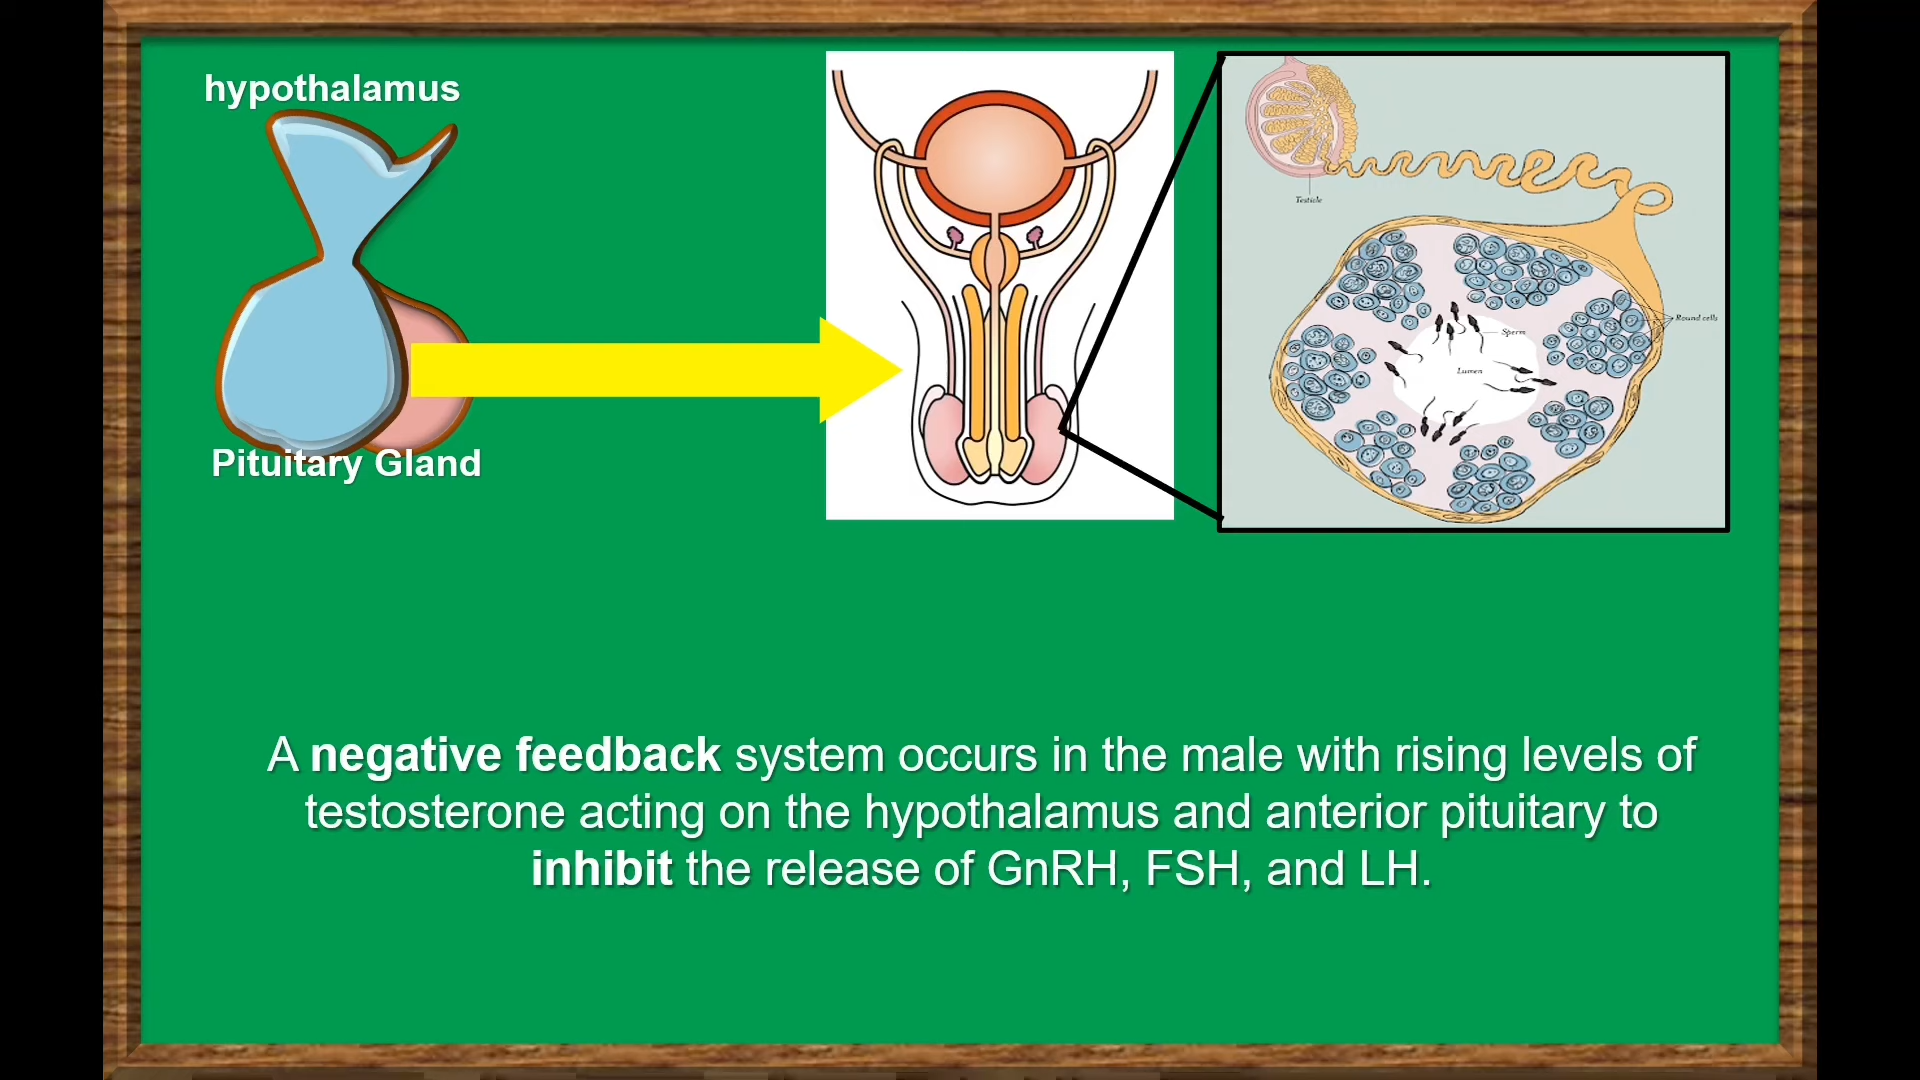 hypothalamus
Pituitary Gland
Testicle
Sperm
Round cells
Lumen
A negative feedback system occurs in the male with rising levels of
testosterone acting on the hypothalamus and anterior pituitary to
inhibit the release of GnRH, FSH, and LH.